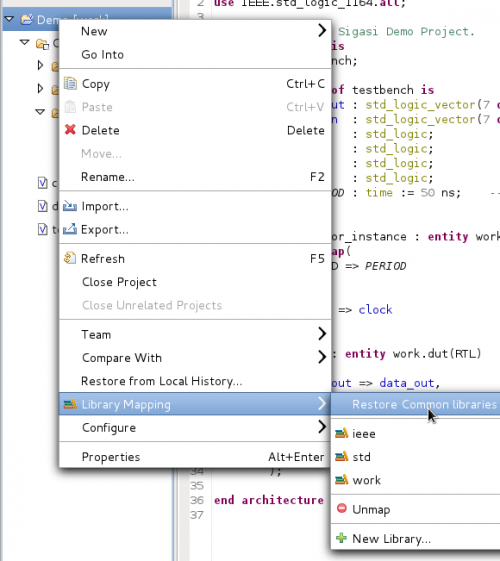 Demo [work]
New
Go Into
Copy Ctrl+C
Paste Ctrl+V
Delete Delete
Move...
Rename... F2
Import...
Export...
Refresh F5
Close Project
Close Unrelated Projects
Team
Compare With
Restore from Local History...
Library Mapping
Configure
Properties Alt+Enter
Restore Common libraries
ieee
std
work
Unmap
New Library...
2 use IEEE.std_logic_1164.all;
3
Sigasi Demo Project.
is
nch;
of testbench is
ut : std_logic_vector(7
n : std_logic_vector(7
: std_logic;
: std_logic;
: std_logic;
: std_logic;
OD : time := 50 ns; --
or_instance : entity work
ap(
D => PERIOD
=> clock
: entity work.dut(RTL)
out => data_out,
34 );
35
36 end architecture
37